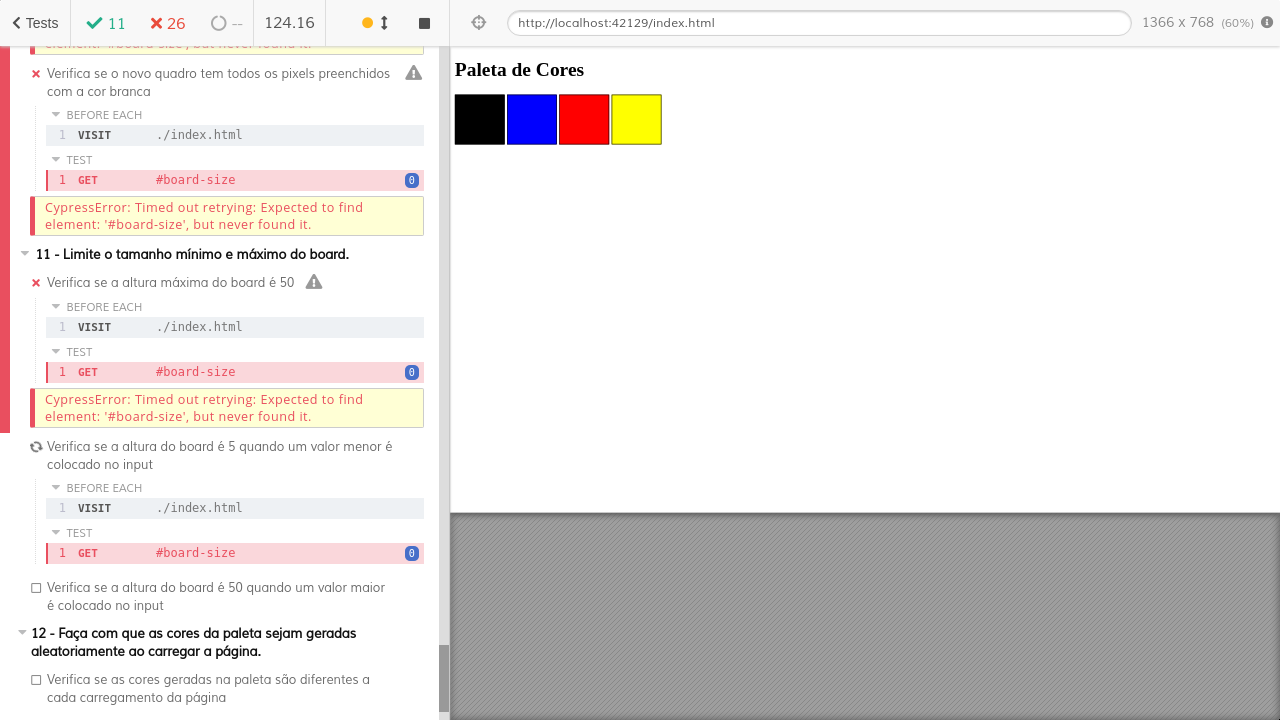 Tests
11
26
--
124.16
http://localhost:42129/index.html
1366 x 768 (60%)
element: '#board-size', but never found it.
Verifica se o novo quadro tem todos os pixels preenchidos
com a cor branca
BEFORE EACH
1 VISIT ./index.html
TEST
1 GET #board-size 0
CypressError: Timed out retrying: Expected to find
element: '#board-size', but never found it.
11 - Limite o tamanho mínimo e máximo do board.
Verifica se a altura máxima do board é 50
BEFORE EACH
1 VISIT ./index.html
TEST
1 GET #board-size 0
CypressError: Timed out retrying: Expected to find
element: '#board-size', but never found it.
Verifica se a altura do board é 5 quando um valor menor é
colocado no input
BEFORE EACH
1 VISIT ./index.html
TEST
1 GET #board-size 0
Verifica se a altura do board é 50 quando um valor maior
é colocado no input
12 - Faça com que as cores da paleta sejam geradas
aleatoriamente ao carregar a página.
Verifica se as cores geradas na paleta são diferentes a
cada carregamento da página
Paleta de Cores